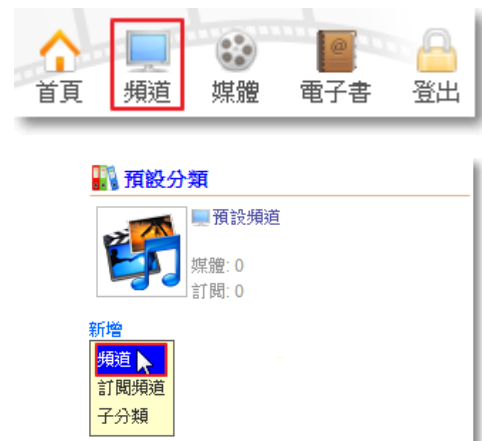 首頁 頻道 媒體 電子書 登出
預設分類
預設頻道
媒體: 0
訂閱: 0
新增
頻道
訂閱頻道
子分類